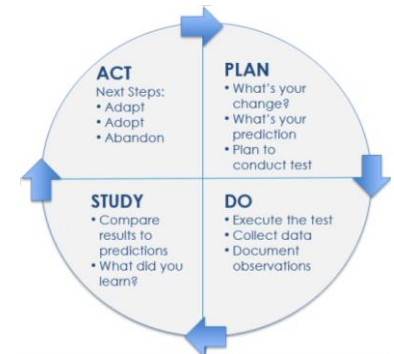 ACT
Next Steps:
• Adapt
• Adopt
• Abandon
PLAN
• What's your
change?
• What's your
prediction
• Plan to
conduct test
STUDY
• Compare
results to
predictions
• What did you
learn?
DO
• Execute the test
• Collect data
• Document
observations